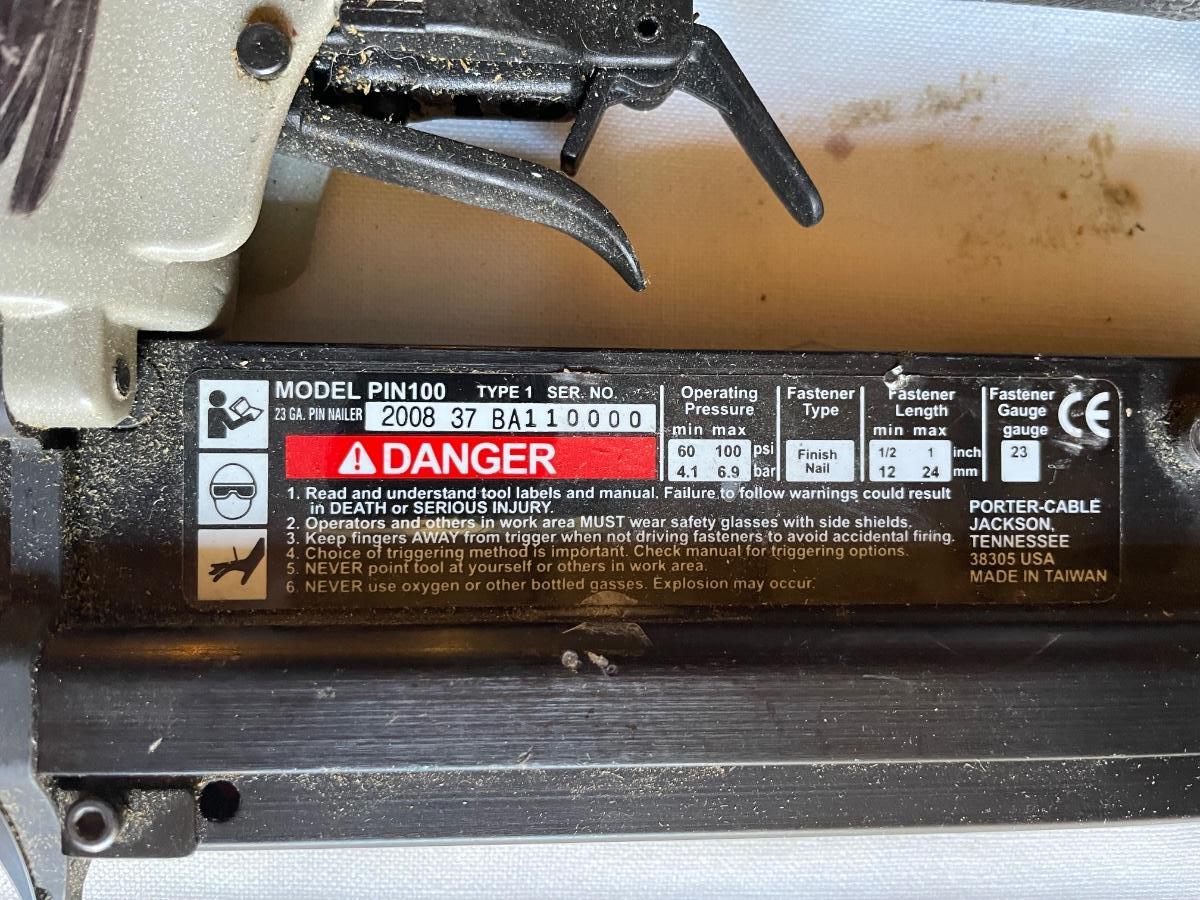 MODEL PIN100 TYPE 1 SER. NO.
23 GA. PIN NAILER 2008 37 BA110000
DANGER
Operating Pressure
min max
60 100 psi
4.1 6.9 bar
Fastener Type
Finish Nail
Fastener Length
min max
1/2 1 inch
12 24 mm
Fastener Gauge
gauge
23
CE
1. Read and understand tool labels and manual. Failure to follow warnings could result
in DEATH or SERIOUS INJURY.
2. Operators and others in work area MUST wear safety glasses with side shields.
3. Keep fingers AWAY from trigger when not driving fasteners to avoid accidental firing.
4. Choice of triggering method is important. Check manual for triggering options.
5. NEVER point tool at yourself or others in work area.
6. NEVER use oxygen or other bottled gasses. Explosion may occur.
PORTER-CABLE
JACKSON,
TENNESSEE
38305 USA
MADE IN TAIWAN